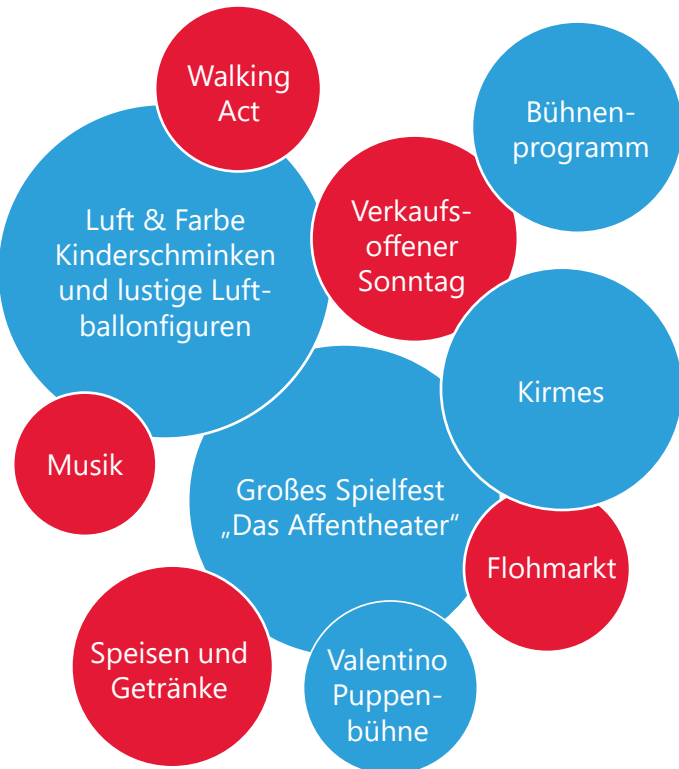 Walking
Act
Bühnen-
programm
Luft & Farbe
Kinderschminken
und lustige Luft-
ballonfiguren
Verkaufs-
offener
Sonntag
Kirmes
Musik
Großes Spielfest
„Das Affentheater“
Flohmarkt
Speisen und
Getränke
Valentino
Puppen-
bühne